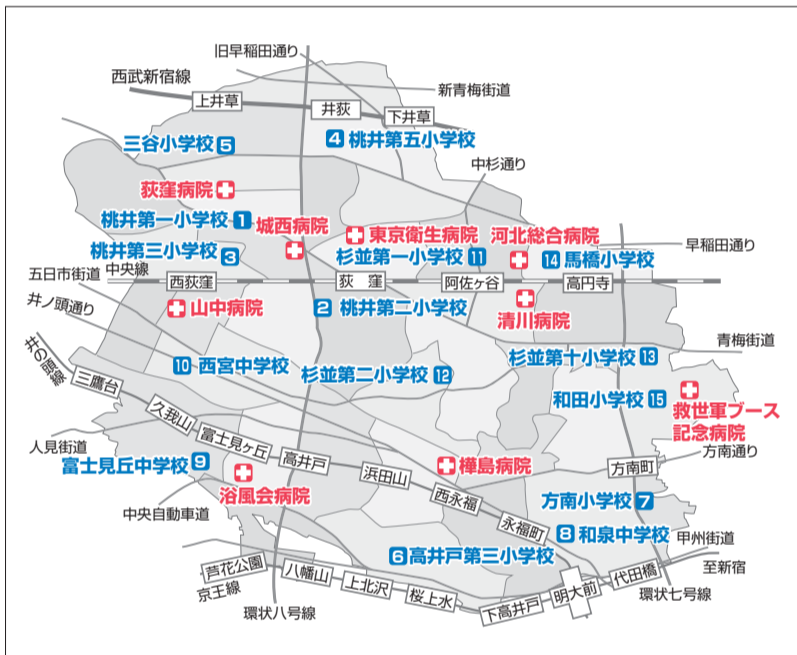 旧早稲田通り
西武新宿線
新青梅街道
上井草
井荻
下井草
三谷小学校 5
4 桃井第五小学校
中杉通り
荻窪病院
桃井第一小学校 1
城西病院
東京衛生病院
河北総合病院
桃井第三小学校 3
杉並第一小学校 11
14 馬橋小学校
早稲田通り
五日市街道
中央線
西荻窪
荻窪
阿佐ヶ谷
高円寺
井ノ頭通り
山中病院
2 桃井第二小学校
清川病院
青梅街道
井の頭線
10 西宮中学校
杉並第二小学校 12
杉並第十小学校 13
三鷹台
和田小学校 15
救世軍ブース
記念病院
久我山
人見街道
富士見ヶ丘
高井戸
富士見丘中学校 9
浜田山
樺島病院
方南町
方南通り
浴風会病院
西永福
中央自動車道
永福町
方南小学校 7
8 和泉中学校
甲州街道
6 高井戸第三小学校
至新宿
芦花公園
京王線
八幡山
上北沢
桜上水
下高井戸
明大前
代田橋
環状八号線
環状七号線